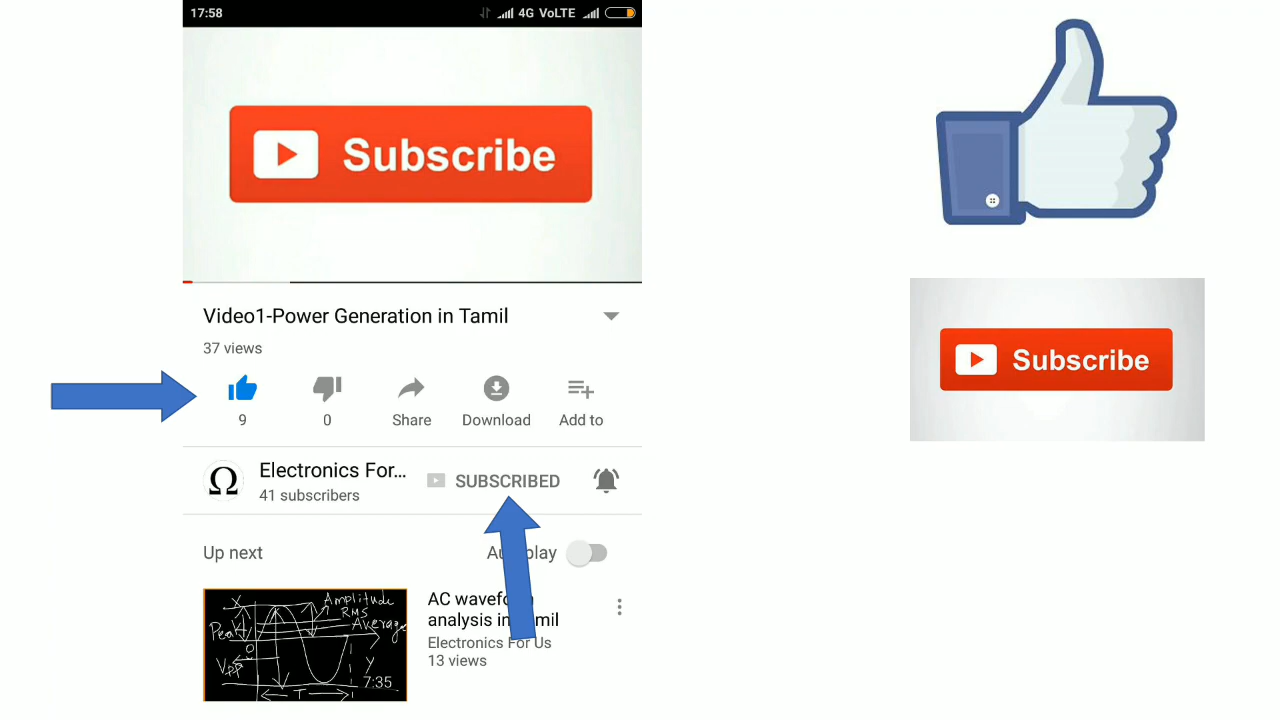 17:58 4G VoLTE
Subscribe
Video1-Power Generation in Tamil
37 views
9 0 Share Download Add to
Ω Electronics For... SUBSCRIBED
41 subscribers
Up next
AC
analysis in
Electronics For Us
13 views
X Amplitude
RMS
Peak Average
O
Vpp Y
7:35
T
Subscribe